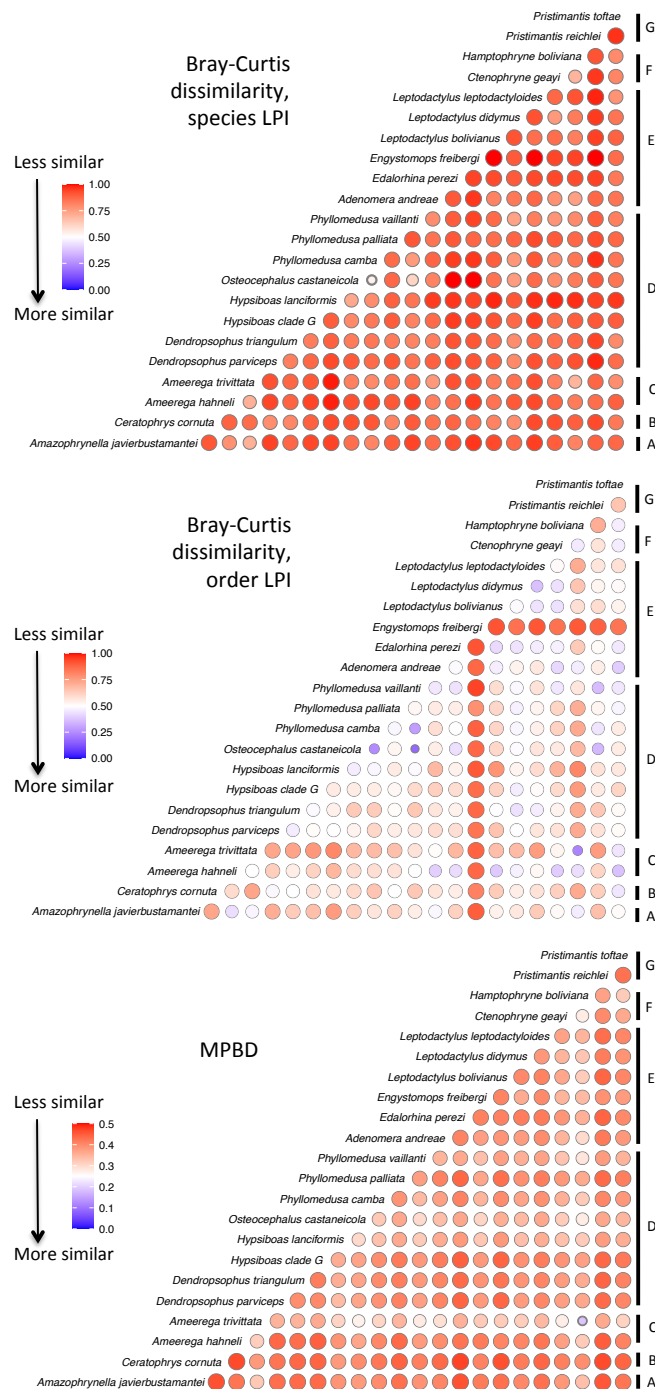 Pristimantis toftae
Pristimantis reichlei
G
Hamptophryne boliviana
Ctenophryne geayi
F
Bray-Curtis
dissimilarity,
species LPI
Leptodactylus leptodactyloides
Leptodactylus didymus
Leptodactylus bolivianus
Engystomops freibergi
Edalorhina perezi
Adenomera andreae
E
Less similar
1.00
0.75
0.50
0.25
0.00
More similar
Phyllomedusa vaillanti
Phyllomedusa palliata
Phyllomedusa camba
Osteocephalus castaneicola
Hypsiboas lanciformis
Hypsiboas clade G
Dendropsophus triangulum
Dendropsophus parviceps
D
Ameerega trivittata
Ameerega hahneli
C
Ceratophrys cornuta
B
Amazophrynella javierbustamantei
A
Pristimantis toftae
Pristimantis reichlei
G
Hamptophryne boliviana
Ctenophryne geayi
F
Bray-Curtis
dissimilarity,
order LPI
Leptodactylus leptodactyloides
Leptodactylus didymus
Leptodactylus bolivianus
Engystomops freibergi
Edalorhina perezi
Adenomera andreae
E
Less similar
1.00
0.75
0.50
0.25
0.00
More similar
Phyllomedusa vaillanti
Phyllomedusa palliata
Phyllomedusa camba
Osteocephalus castaneicola
Hypsiboas lanciformis
Hypsiboas clade G
Dendropsophus triangulum
Dendropsophus parviceps
D
Ameerega trivittata
Ameerega hahneli
C
Ceratophrys cornuta
B
Amazophrynella javierbustamantei
A
Pristimantis toftae
Pristimantis reichlei
G
Hamptophryne boliviana
Ctenophryne geayi
F
MPBD
Leptodactylus leptodactyloides
Leptodactylus didymus
Leptodactylus bolivianus
Engystomops freibergi
Edalorhina perezi
Adenomera andreae
E
Less similar
0.5
0.4
0.3
0.2
0.1
0.0
More similar
Phyllomedusa vaillanti
Phyllomedusa palliata
Phyllomedusa camba
Osteocephalus castaneicola
Hypsiboas lanciformis
Hypsiboas clade G
Dendropsophus triangulum
Dendropsophus parviceps
D
Ameerega trivittata
Ameerega hahneli
C
Ceratophrys cornuta
B
Amazophrynella javierbustamantei
A